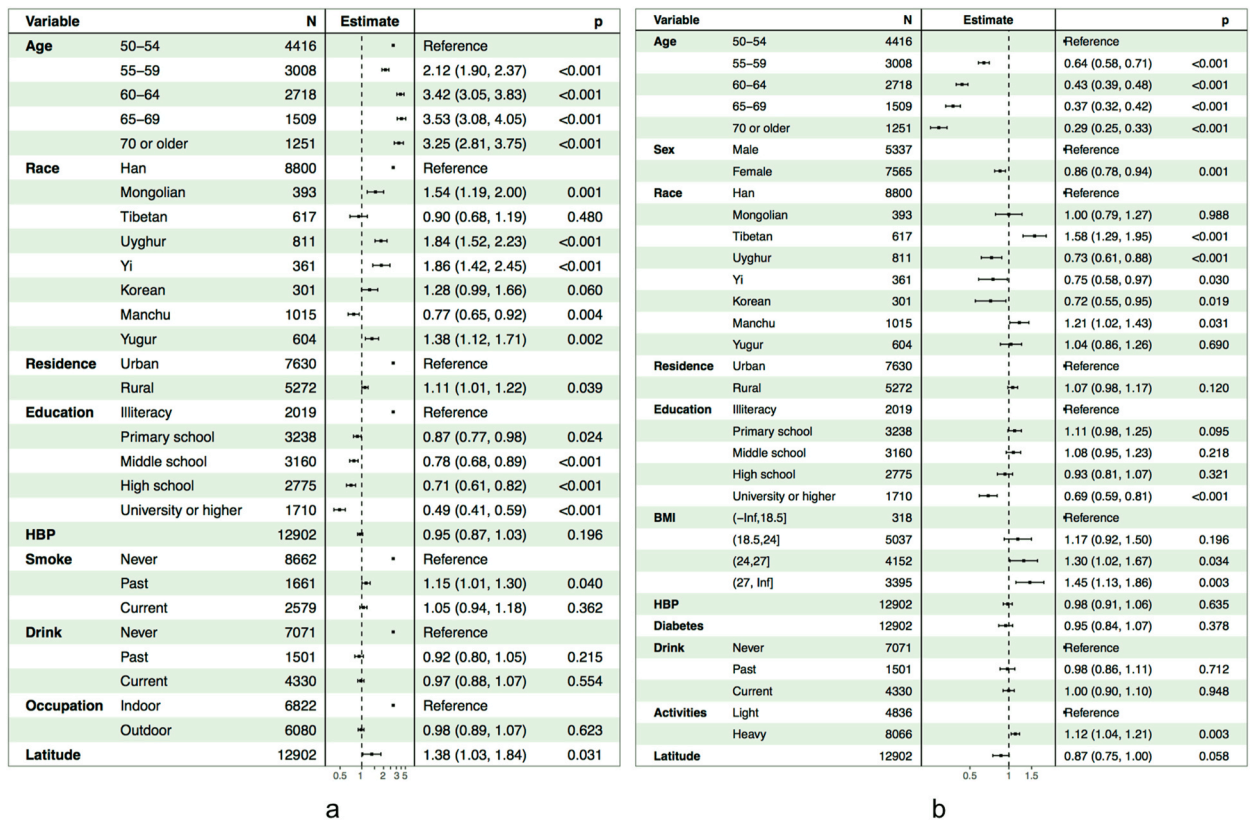 Variable N Estimate p
Age 50–54 4416 Reference
55–59 3008 2.12 (1.90, 2.37) <0.001
60–64 2718 3.42 (3.05, 3.83) <0.001
65–69 1509 3.53 (3.08, 4.05) <0.001
70 or older 1251 3.25 (2.81, 3.75) <0.001
Race Han 8800 Reference
Mongolian 393 1.54 (1.19, 2.00) 0.001
Tibetan 617 0.90 (0.68, 1.19) 0.480
Uyghur 811 1.84 (1.52, 2.23) <0.001
Yi 361 1.86 (1.42, 2.45) <0.001
Korean 301 1.28 (0.99, 1.66) 0.060
Manchu 1015 0.77 (0.65, 0.92) 0.004
Yugur 604 1.38 (1.12, 1.71) 0.002
Residence Urban 7630 Reference
Rural 5272 1.11 (1.01, 1.22) 0.039
Education Illiteracy 2019 Reference
Primary school 3238 0.87 (0.77, 0.98) 0.024
Middle school 3160 0.78 (0.68, 0.89) <0.001
High school 2775 0.71 (0.61, 0.82) <0.001
University or higher 1710 0.49 (0.41, 0.59) <0.001
HBP 12902 0.95 (0.87, 1.03) 0.196
Smoke Never 8662 Reference
Past 1661 1.15 (1.01, 1.30) 0.040
Current 2579 1.05 (0.94, 1.18) 0.362
Drink Never 7071 Reference
Past 1501 0.92 (0.80, 1.05) 0.215
Current 4330 0.97 (0.88, 1.07) 0.554
Occupation Indoor 6822 Reference
Outdoor 6080 0.98 (0.89, 1.07) 0.623
Latitude 12902 1.38 (1.03, 1.84) 0.031
0.5 1 2 3 5
a
Variable N Estimate p
Age 50–54 4416 Reference
55–59 3008 0.64 (0.58, 0.71) <0.001
60–64 2718 0.43 (0.39, 0.48) <0.001
65–69 1509 0.37 (0.32, 0.42) <0.001
70 or older 1251 0.29 (0.25, 0.33) <0.001
Sex Male 5337 Reference
Female 7565 0.86 (0.78, 0.94) 0.001
Race Han 8800 Reference
Mongolian 393 1.00 (0.79, 1.27) 0.988
Tibetan 617 1.58 (1.29, 1.95) <0.001
Uyghur 811 0.73 (0.61, 0.88) <0.001
Yi 361 0.75 (0.58, 0.97) 0.030
Korean 301 0.72 (0.55, 0.95) 0.019
Manchu 1015 1.21 (1.02, 1.43) 0.031
Yugur 604 1.04 (0.86, 1.26) 0.690
Residence Urban 7630 Reference
Rural 5272 1.07 (0.98, 1.17) 0.120
Education Illiteracy 2019 Reference
Primary school 3238 1.11 (0.98, 1.25) 0.095
Middle school 3160 1.08 (0.95, 1.23) 0.218
High school 2775 0.93 (0.81, 1.07) 0.321
University or higher 1710 0.69 (0.59, 0.81) <0.001
BMI (−Inf,18.5] 318 Reference
(18.5,24] 5037 1.17 (0.92, 1.50) 0.196
(24,27] 4152 1.30 (1.02, 1.67) 0.034
(27, Inf] 3395 1.45 (1.13, 1.86) 0.003
HBP 12902 0.98 (0.91, 1.06) 0.635
Diabetes 12902 0.95 (0.84, 1.07) 0.378
Drink Never 7071 Reference
Past 1501 0.98 (0.86, 1.11) 0.712
Current 4330 1.00 (0.90, 1.10) 0.948
Activities Light 4836 Reference
Heavy 8066 1.12 (1.04, 1.21) 0.003
Latitude 12902 0.87 (0.75, 1.00) 0.058
0.5 1 1.5
b